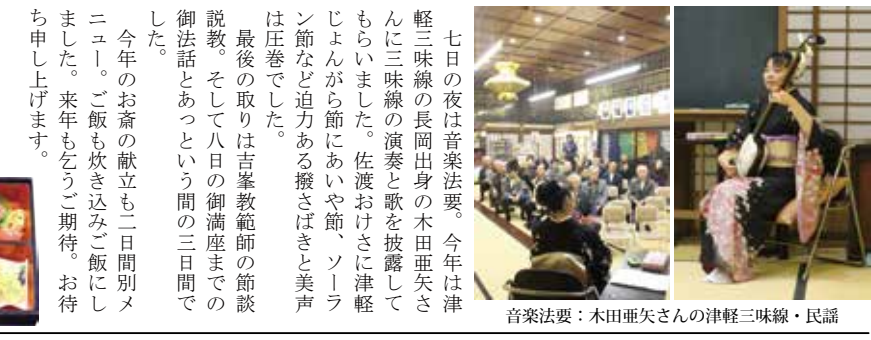 七日の夜は音楽法要。今年は津
軽三味線の長岡出身の木田亜矢さ
んに三味線の演奏と歌を披露して
もらいました。佐渡おけさに津軽
じょんがら節にあいや節、ソーラ
ン節など迫力ある撥さばきと美声
は圧巻でした。
　最後の取りは吉峯教範師の節談
説教。そして八日の御満座までの
御法話とあっという間の三日間で
した。
　今年のお斎の献立も二日間別メ
ニュー。ご飯も炊き込みご飯にし
ました。来年も乞うご期待。お待
ち申し上げます。
音楽法要：木田亜矢さんの津軽三味線・民謡